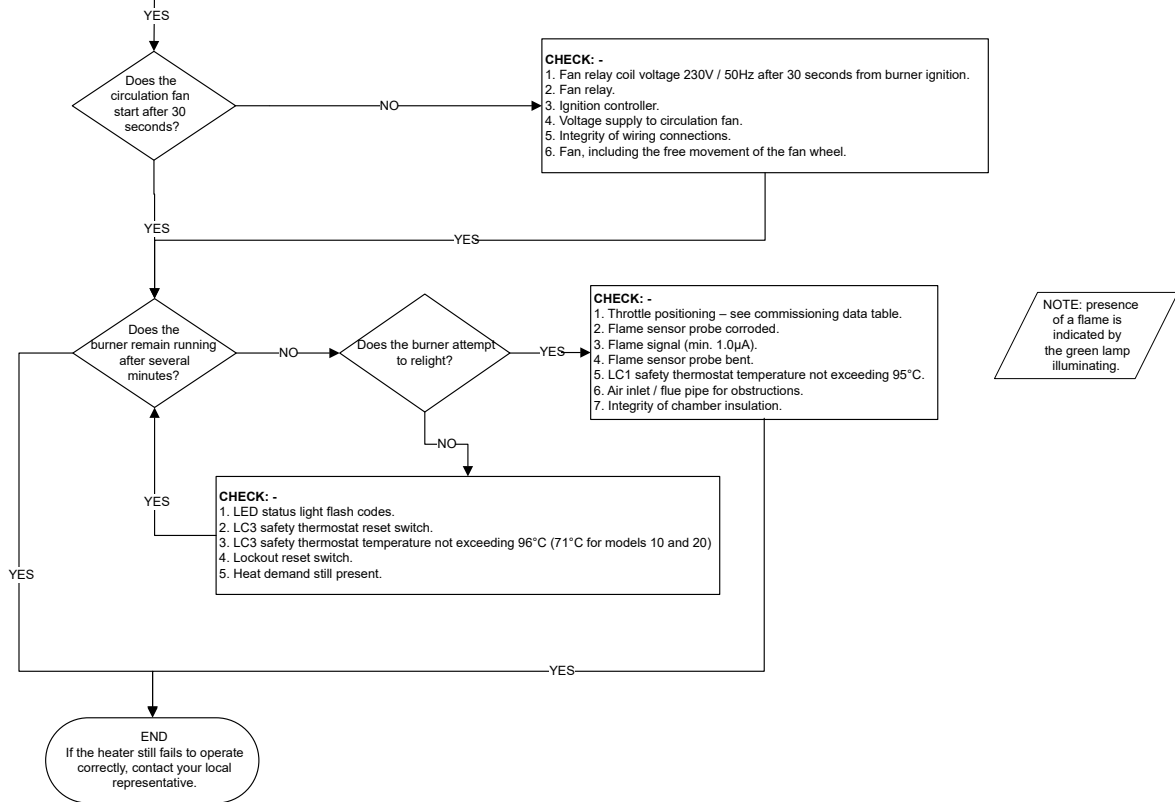 YES
Does the
circulation fan
start after 30
seconds?
NO
CHECK: -
1. Fan relay coil voltage 230V / 50Hz after 30 seconds from burner ignition.
2. Fan relay.
3. Ignition controller.
4. Voltage supply to circulation fan.
5. Integrity of wiring connections.
6. Fan, including the free movement of the fan wheel.
YES
YES
Does the
burner remain running
after several
minutes?
NO
Does the burner attempt
to relight?
YES
CHECK: -
1. Throttle positioning – see commissioning data table.
2. Flame sensor probe corroded.
3. Flame signal (min. 1.0µA).
4. Flame sensor probe bent.
5. LC1 safety thermostat temperature not exceeding 95°C.
6. Air inlet / flue pipe for obstructions.
7. Integrity of chamber insulation.
NOTE: presence
of a flame is
indicated by
the green lamp
illuminating.
NO
YES
CHECK: -
1. LED status light flash codes.
2. LC3 safety thermostat reset switch.
3. LC3 safety thermostat temperature not exceeding 96°C (71°C for models 10 and 20)
4. Lockout reset switch.
5. Heat demand still present.
YES
YES
END
If the heater still fails to operate
correctly, contact your local
representative.